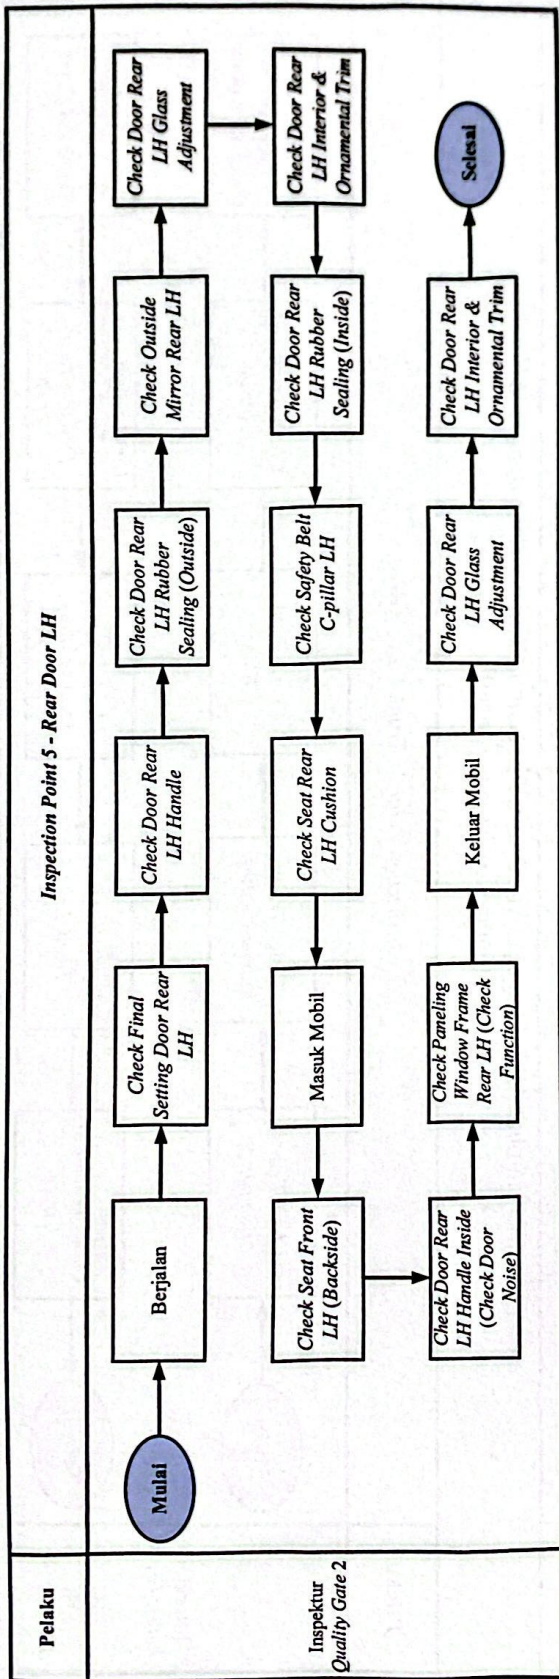 Pelaku
Inspection Point 5 - Rear Door LH
Inspektur
Quality Gate 2
Mulai
Berjalan
Check Final
Setting Door Rear
LH
Check Door Rear
LH Handle
Check Door Rear
LH Rubber
Sealing (Outside)
Check Outside
Mirror Rear LH
Check Door Rear
LH Glass
Adjustment
Check Door Rear
LH Interior &
Ornamental Trim
Check Door Rear
LH Rubber
Sealing (Inside)
Check Safety Belt
C-pillar LH
Check Seat Rear
LH Cushion
Masuk Mobil
Check Seat Front
LH (Backside)
Check Door Rear
LH Handle Inside
(Check Door
Noise)
Check Paneling
Window Frame
Rear LH (Check
Function)
Keluar Mobil
Check Door Rear
LH Glass
Adjustment
Check Door Rear
LH Interior &
Ornamental Trim
Selesai